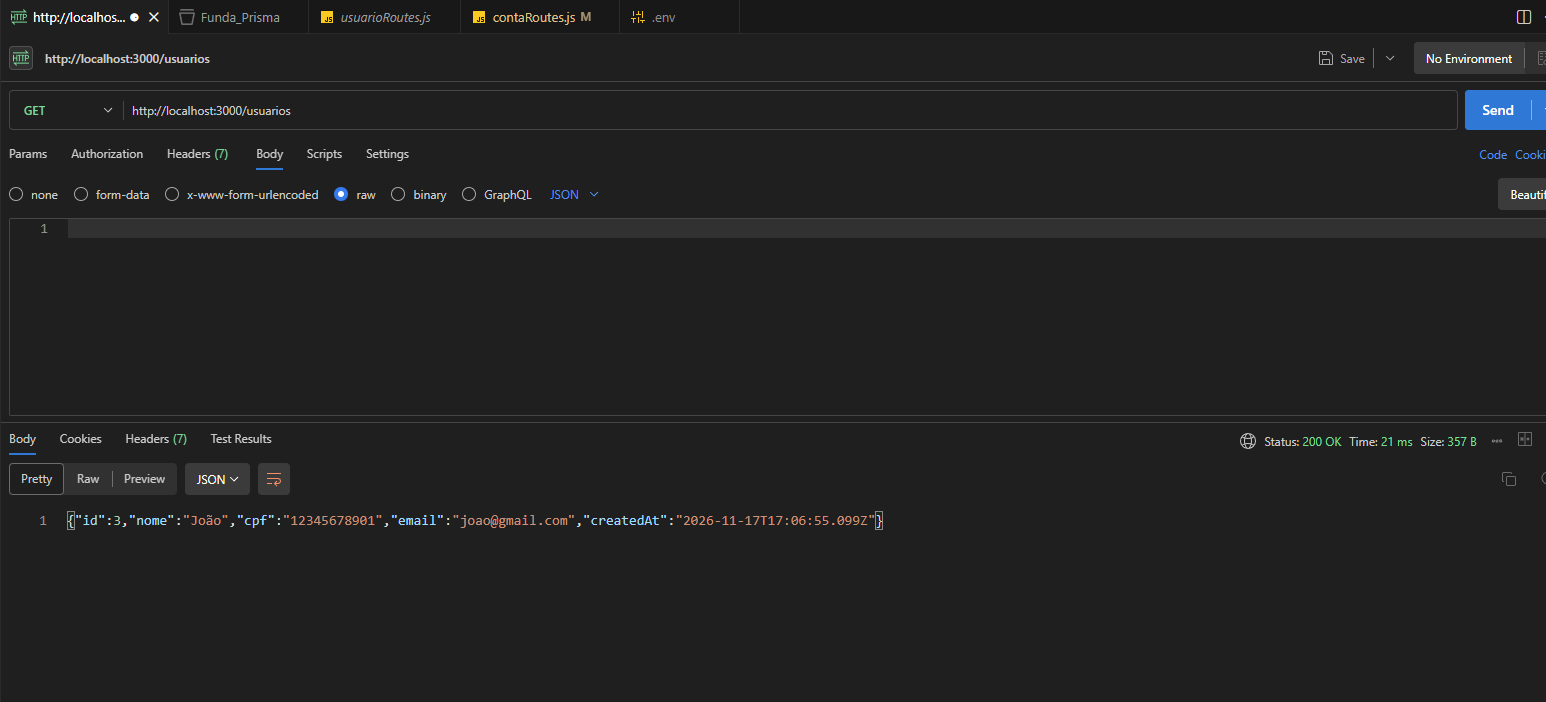 http://localhos... Funda_Prisma usuarioRoutes.js contaRoutes.js M .env
HTTP http://localhost:3000/usuarios Save No Environment
GET http://localhost:3000/usuarios Send
Params Authorization Headers (7) Body Scripts Settings Code Cooki
none form-data x-www-form-urlencoded raw binary GraphQL JSON Beautif
1
Body Cookies Headers (7) Test Results Status: 200 OK Time: 21 ms Size: 357 B
Pretty Raw Preview JSON
1 {"id":3,"nome":"João","cpf":"12345678901","email":"joao@gmail.com","createdAt":"2026-11-17T17:06:55.099Z"}